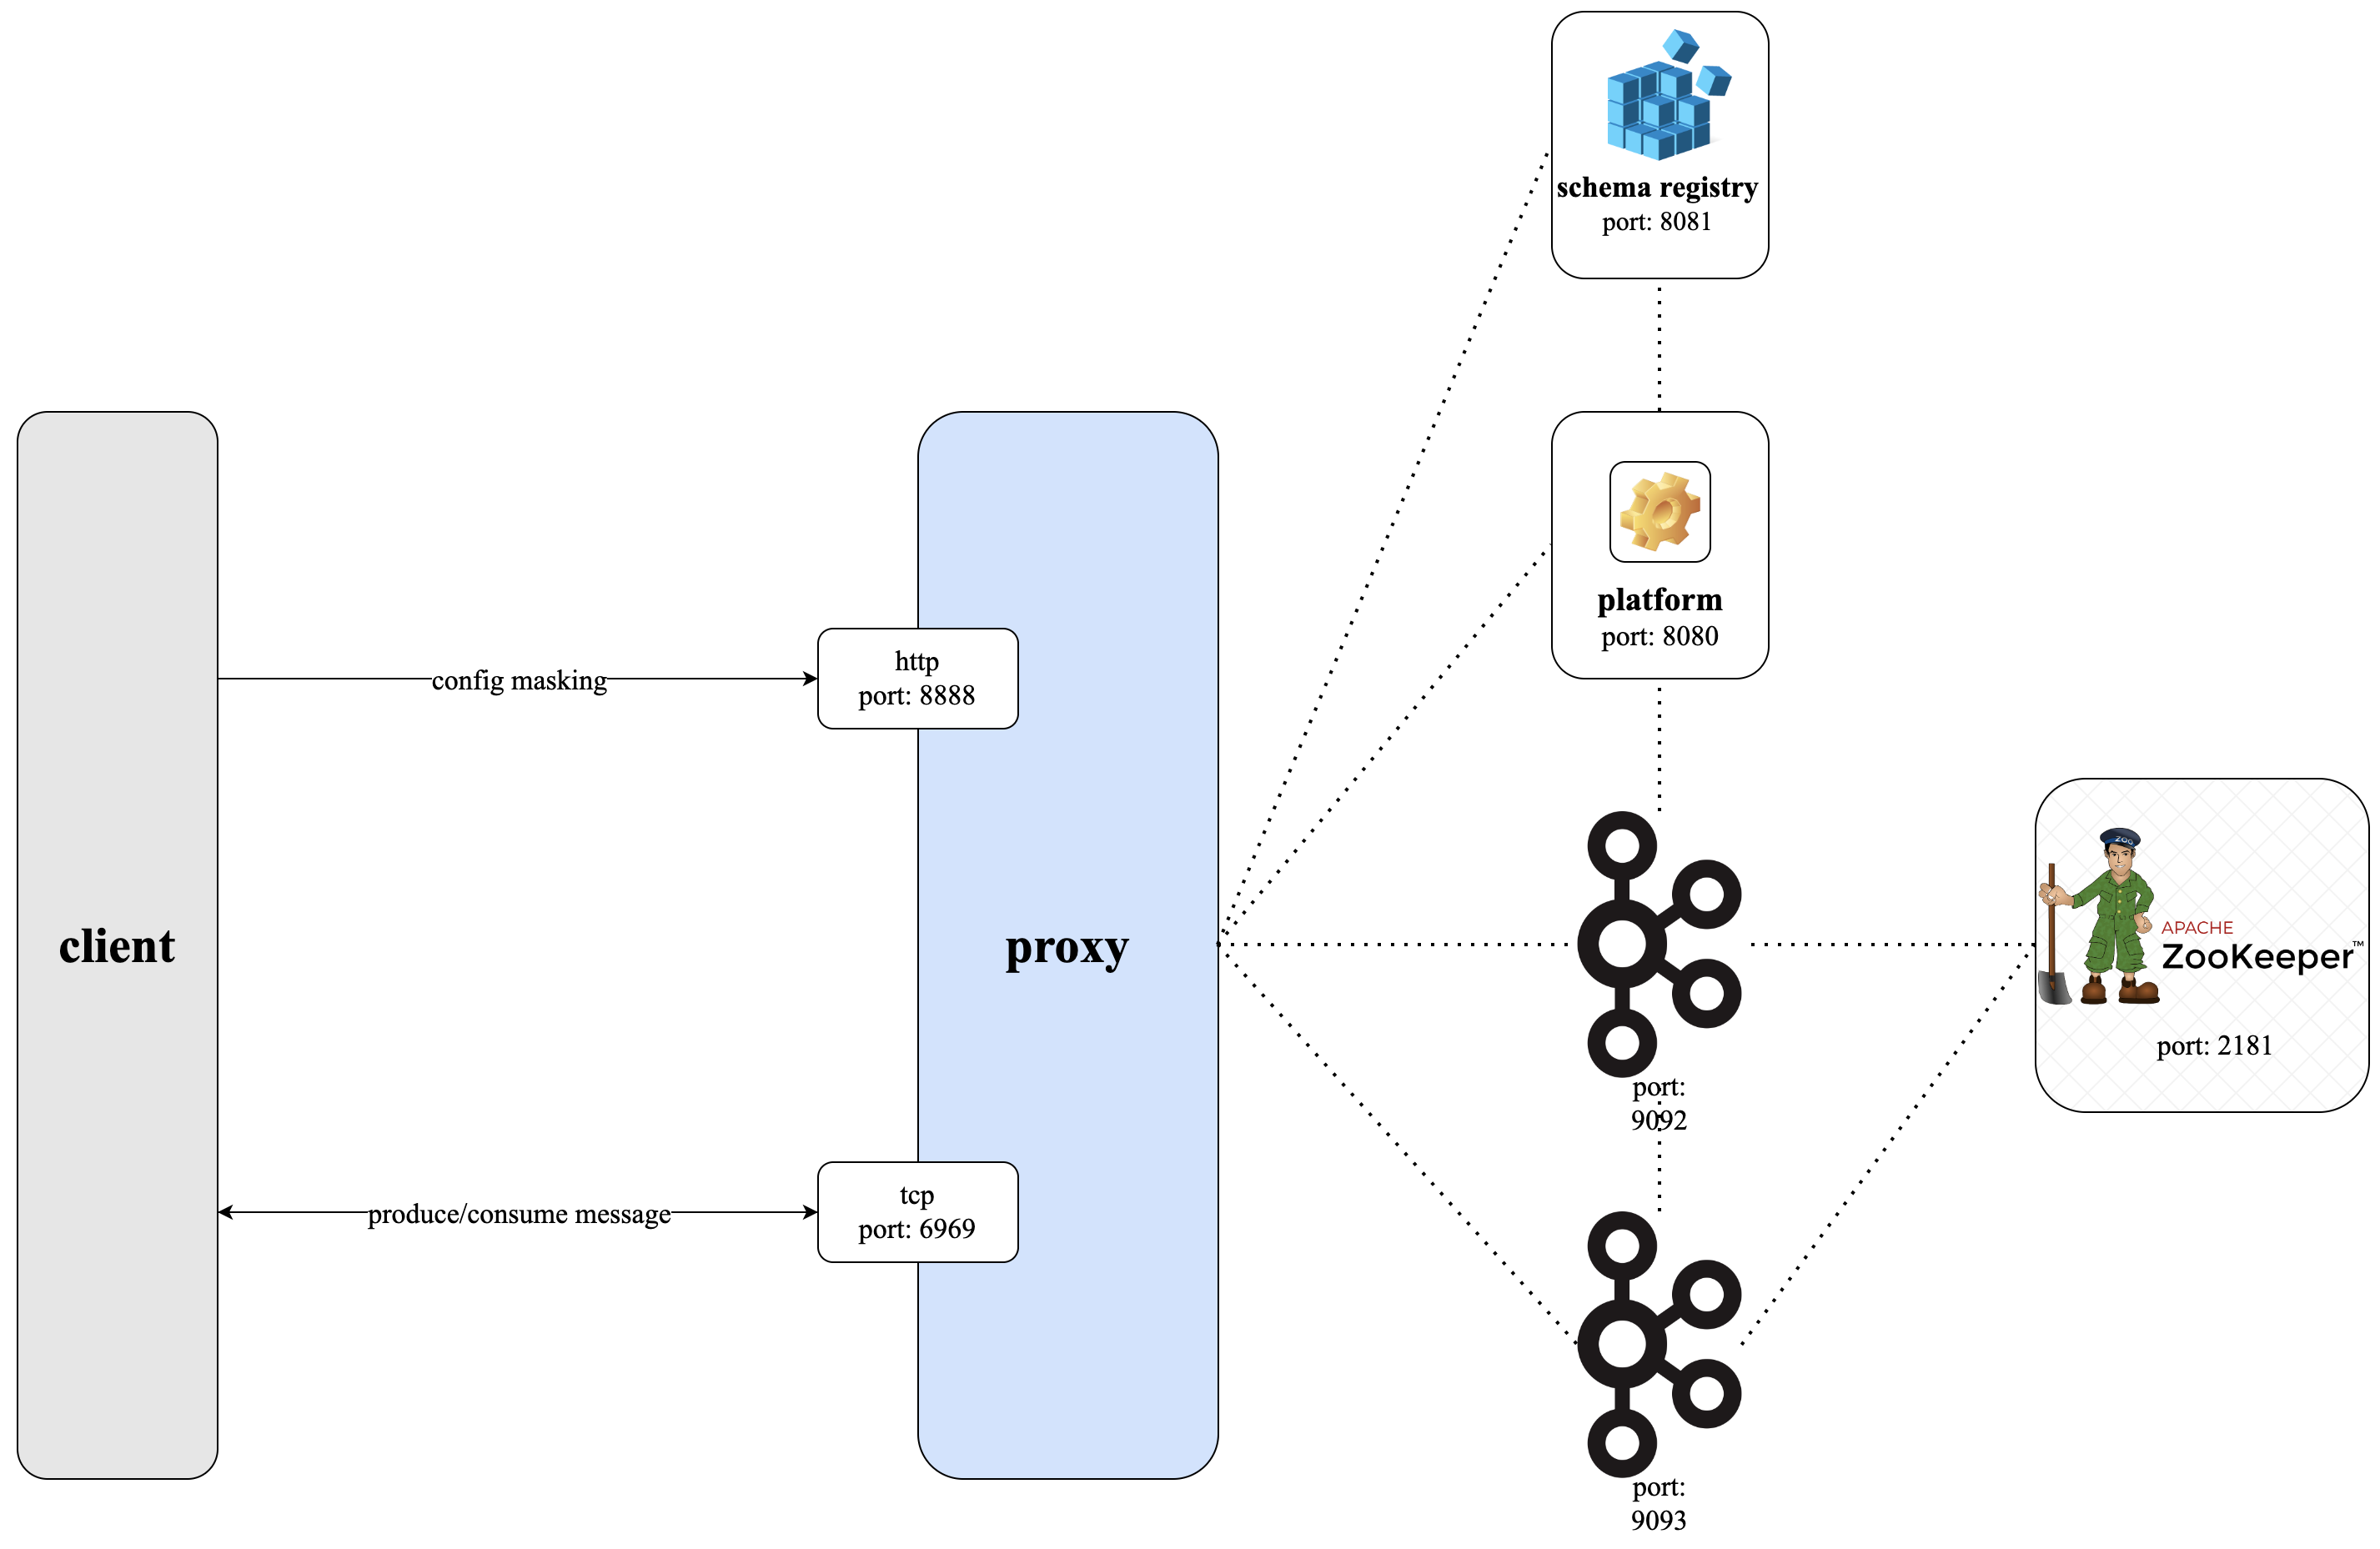 schema registry
port: 8081
platform
port: 8080
http
port: 8888
config masking
client
proxy
ZOO
APACHE
ZooKeeper™
port: 2181
port:
9092
tcp
port: 6969
produce/consume message
port:
9093